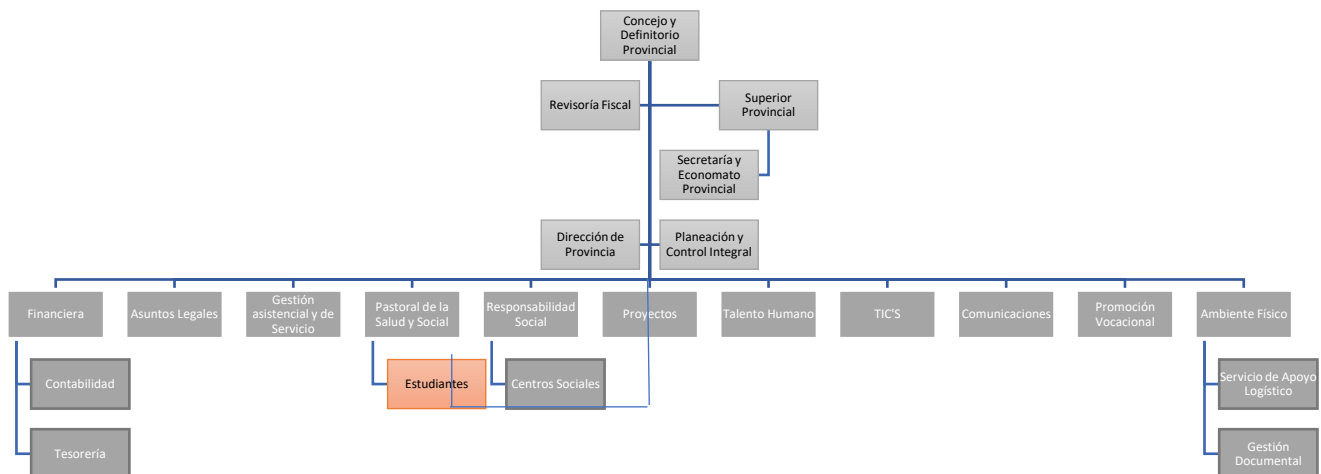 Concejo y
Definitorio
Provincial
Revisoría Fiscal
Superior
Provincial
Secretaría y
Economato
Provincial
Dirección de
Provincia
Planeación y
Control Integral
Financiera
Asuntos Legales
Gestión
asistencial y de
Servicio
Pastoral de la
Salud y Social
Responsabilidad
Social
Proyectos
Talento Humano
TIC'S
Comunicaciones
Promoción
Vocacional
Ambiente Físico
Contabilidad
Estudiantes
Centros Sociales
Servicio de Apoyo
Logístico
Tesorería
Gestión
Documental